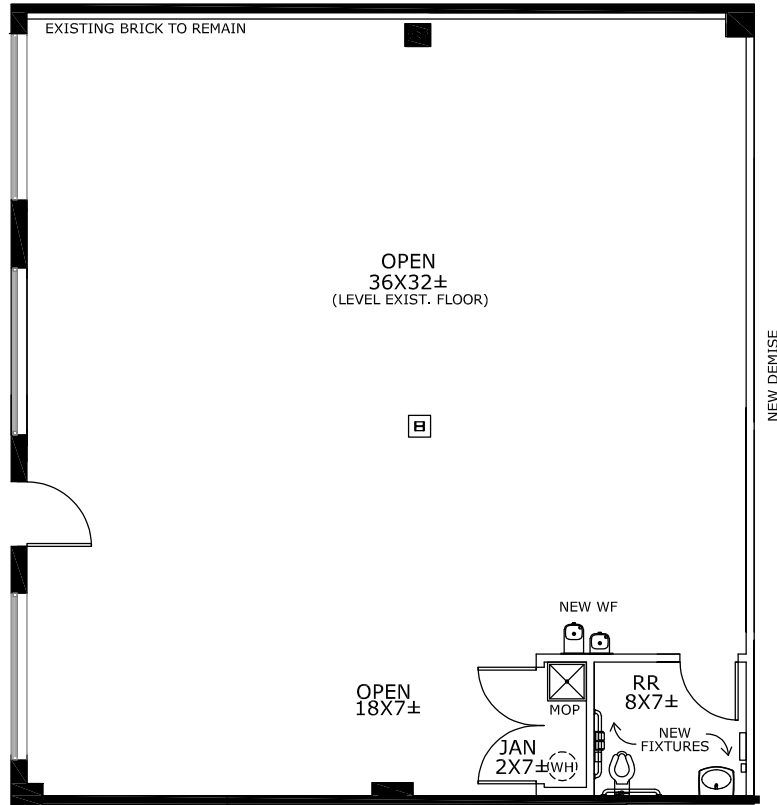 EXISTING BRICK TO REMAIN
OPEN
36X32±
(LEVEL EXIST. FLOOR)
NEW DEMISE
NEW WF
OPEN
18X7±
MOP
RR
8X7±
JAN
2X7±
WH
NEW
FIXTURES